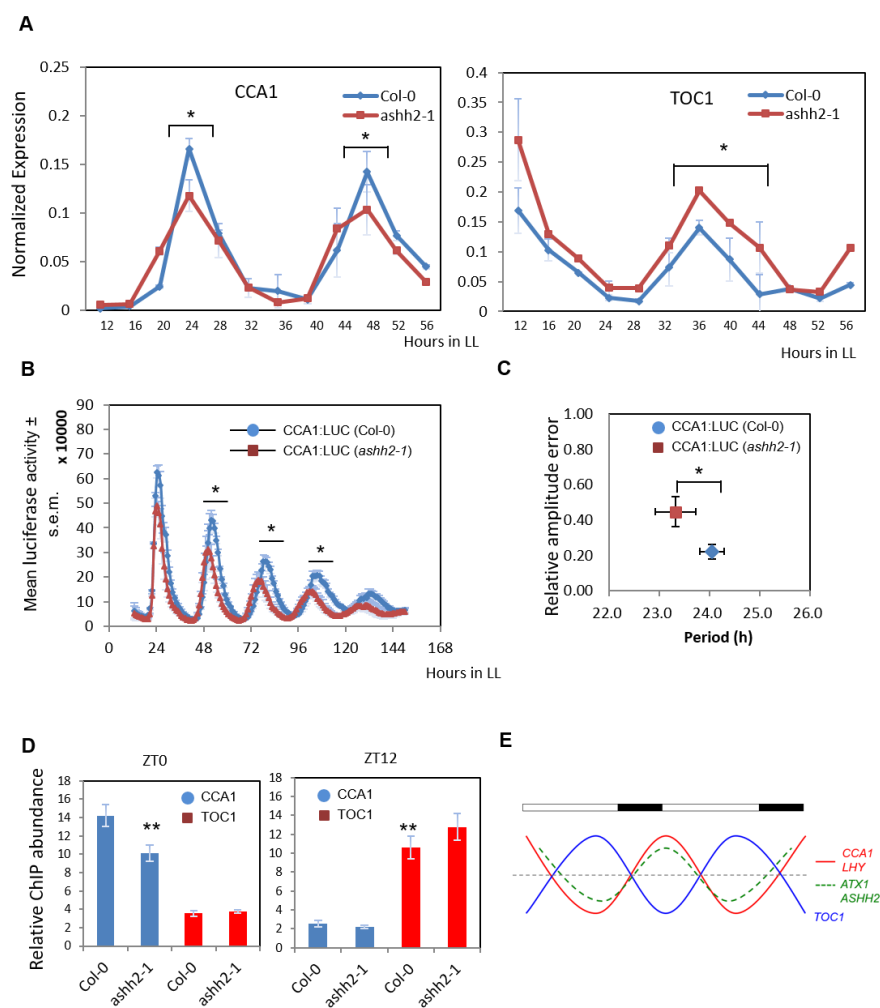 A
CCA1
Col-0
ashh2-1
*
*
Normalized Expression
0.25
0.2
0.15
0.1
0.05
0
12 16 20 24 28 32 36 40 44 48 52 56
Hours in LL
TOC1
Col-0
ashh2-1
*
0.4
0.35
0.3
0.25
0.2
0.15
0.1
0.05
0
12 16 20 24 28 32 36 40 44 48 52 56
Hours in LL
B
Mean luciferase activity ±
s.e.m.
x 10000
90
80
70
60
50
40
30
20
10
0
CCA1:LUC (Col-0)
CCA1:LUC (ashh2-1)
*
*
*
0 24 48 72 96 120 144 168
Hours in LL
C
Relative amplitude error
1.00
0.80
0.60
0.40
0.20
0.00
CCA1:LUC (Col-0)
CCA1:LUC (ashh2-1)
*
22.0 23.0 24.0 25.0 26.0
Period (h)
D
ZT0
Relative ChIP abundance
18
16
14
12
10
8
6
4
2
0
CCA1
TOC1
**
Col-0
ashh2-1
Col-0
ashh2-1
ZT12
18
16
14
12
10
8
6
4
2
0
CCA1
TOC1
**
Col-0
ashh2-1
Col-0
ashh2-1
E
CCA1
LHY
ATX1
ASHH2
TOC1